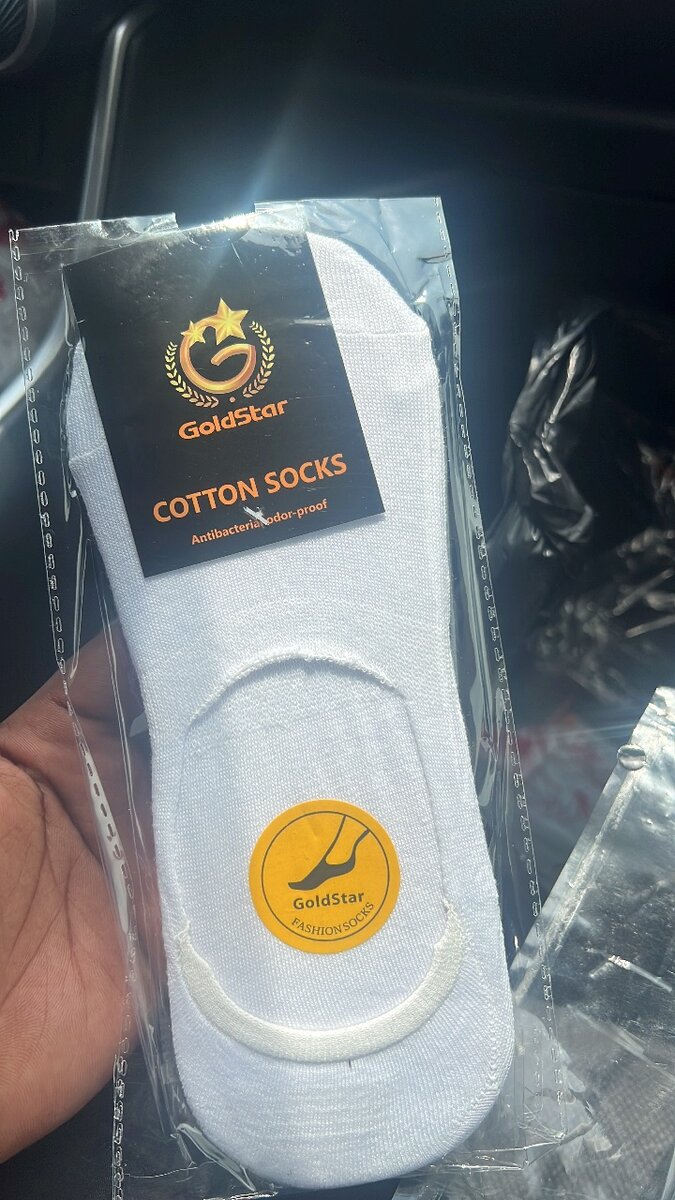 G
GoldStar
COTTON SOCKS
Antibacterial, odor-proof
GoldStar
FASHION SOCKS